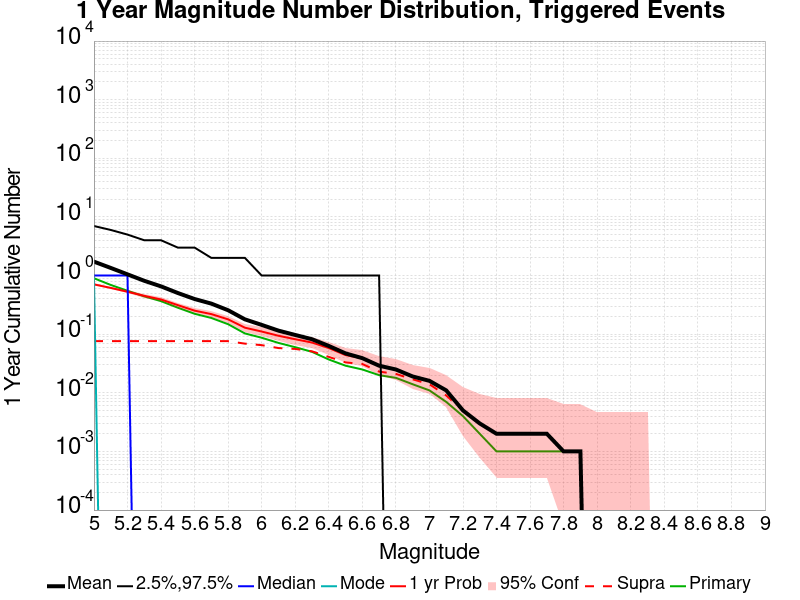 1 Year Magnitude Number Distribution, Triggered Events
10^4
10^3
10^2
10^1
10^0
10^-1
10^-2
10^-3
10^-4
1 Year Cumulative Number
5 5.2 5.4 5.6 5.8 6 6.2 6.4 6.6 6.8 7 7.2 7.4 7.6 7.8 8 8.2 8.4 8.6 8.8 9
Magnitude
Mean 2.5%,97.5% Median Mode 1 yr Prob 95% Conf Supra Primary